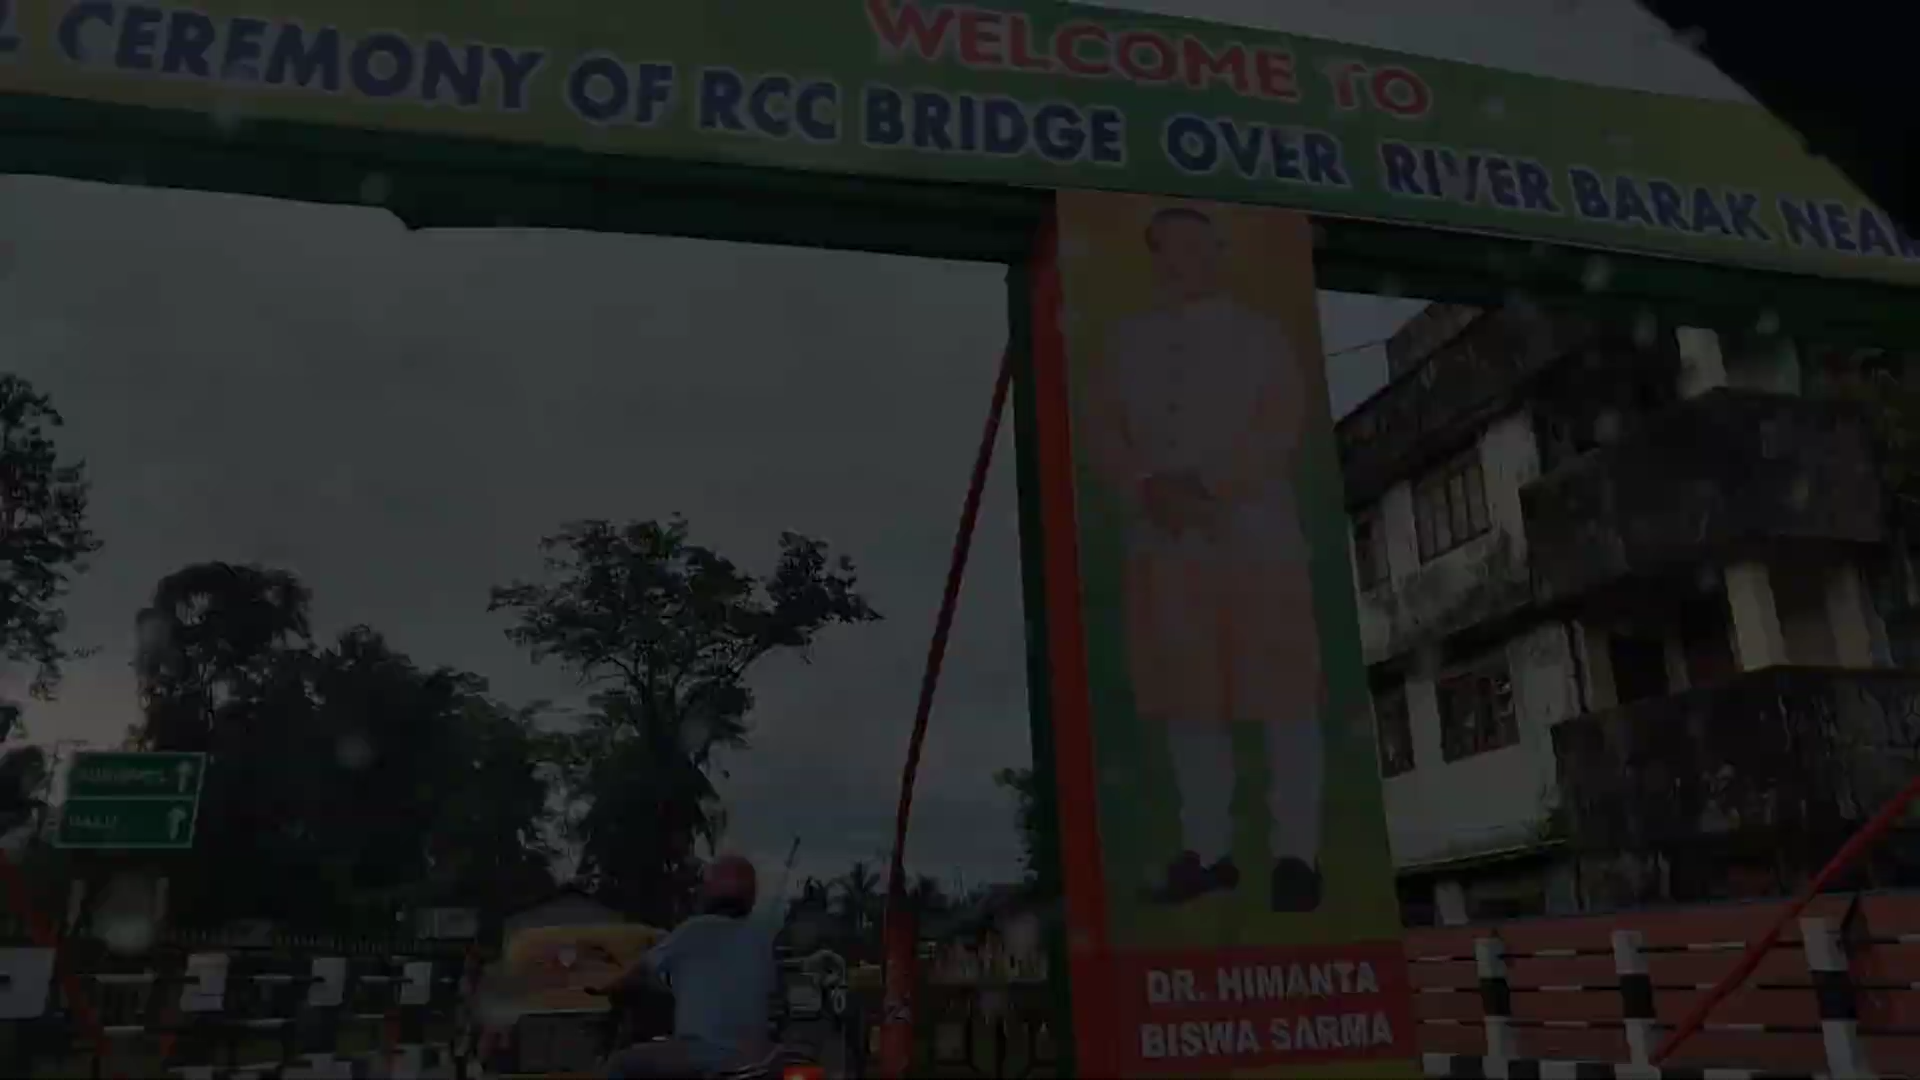 WELCOME TO
CEREMONY OF RCC BRIDGE OVER RIVER BARAK NEAR
DR. HIMANTA
BISWA SARMA